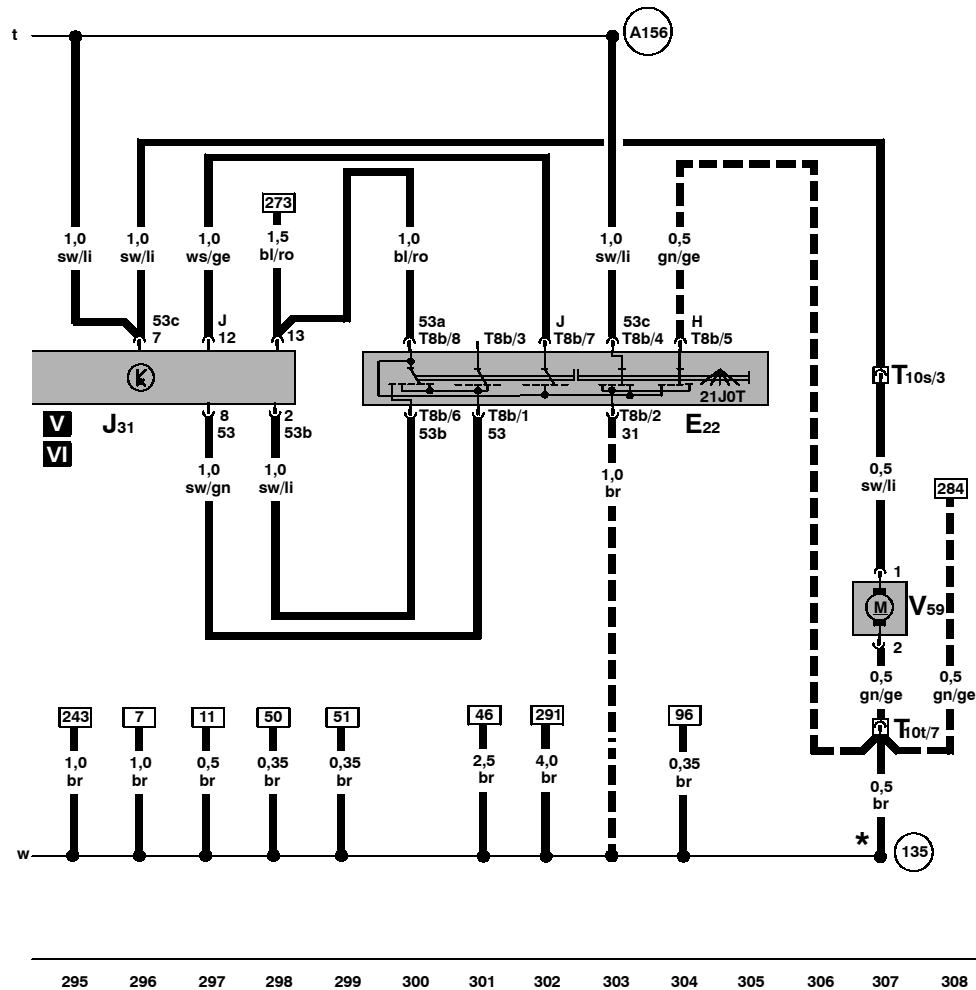 t
A156
273
1,0 1,0 1,0 1,5 1,0 1,0 0,5
sw/li sw/li ws/ge bl/ro bl/ro sw/li gn/ge
53c J 53a J 53c H
7 12 13 T8b/8 T8b/3 T8b/7 T8b/4 T8b/5
T10s/3
21J0T
V J31 8 2 T8b/6 T8b/1 T8b/2 E22
53 53b 53b 53 31
VI
1,0 1,0 1,0 0,5
sw/gn sw/li br sw/li
284
1
M V59
2
0,5 0,5
gn/ge gn/ge
243 7 11 50 51 46 291 96
T10t/7
1,0 1,0 0,5 0,35 0,35 2,5 4,0 0,35
br br br br br br br br
0,5
br
*
w
135
295 296 297 298 299 300 301 302 303 304 305 306 307 308